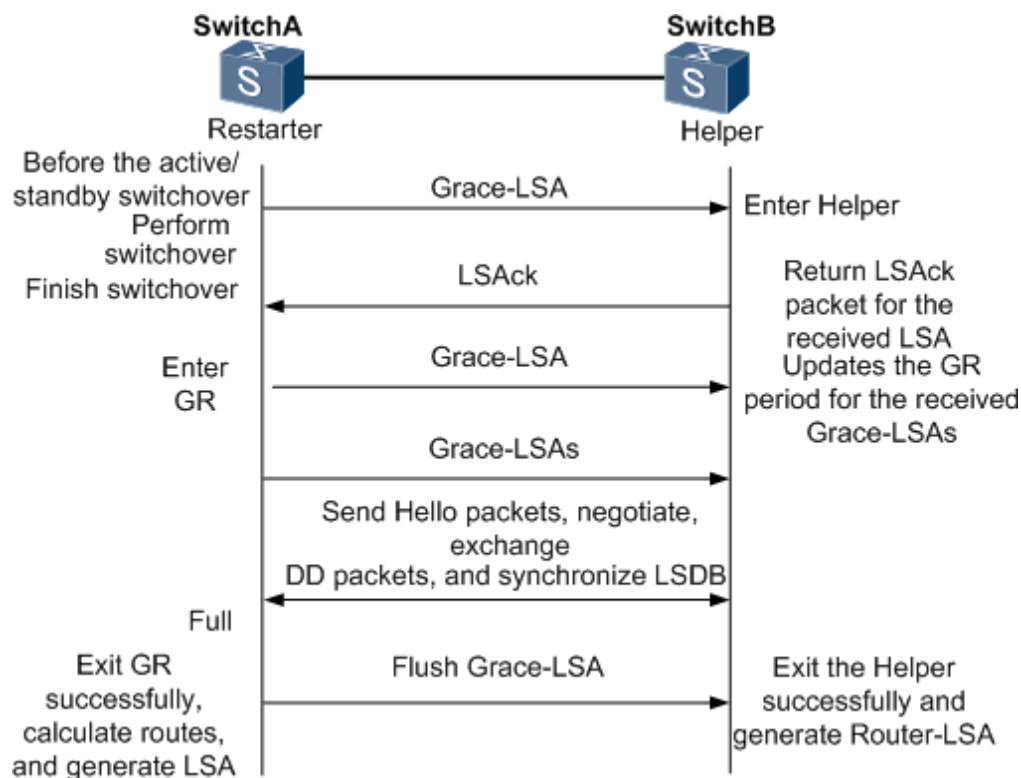 SwitchA
SwitchB
S
S
Restarter
Helper
Before the active/
standby switchover
Grace-LSA
Enter Helper
Perform
switchover
Finish switchover
LSAck
Return LSAck
packet for the
received LSA
Enter
GR
Grace-LSA
Updates the GR
period for the received
Grace-LSAs
Grace-LSAs
Send Hello packets, negotiate,
exchange
DD packets, and synchronize LSDB
Full
Exit GR
successfully,
calculate routes,
and generate LSA
Flush Grace-LSA
Exit the Helper
successfully and
generate Router-LSA